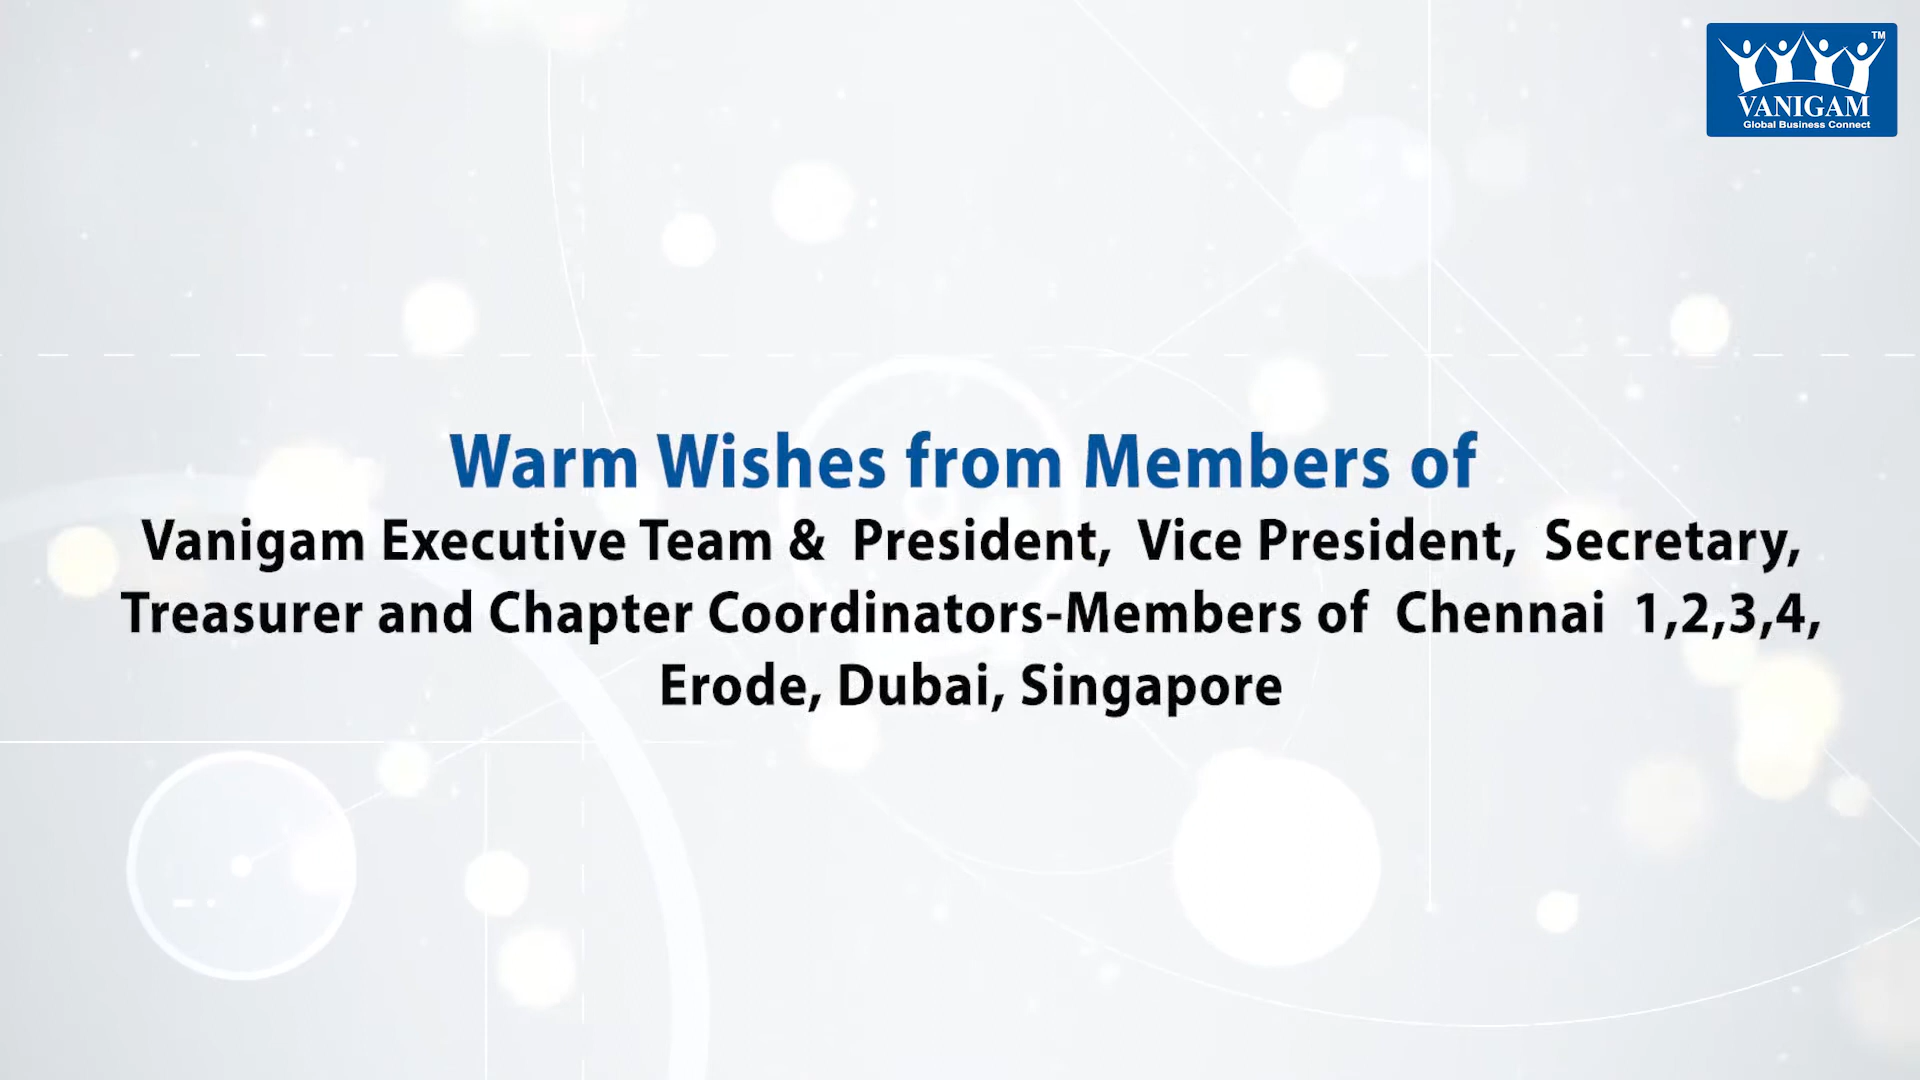 TM
VANIGAM
Global Business Connect
Warm Wishes from Members of
Vanigam Executive Team & President, Vice President, Secretary,
Treasurer and Chapter Coordinators-Members of Chennai 1,2,3,4,
Erode, Dubai, Singapore